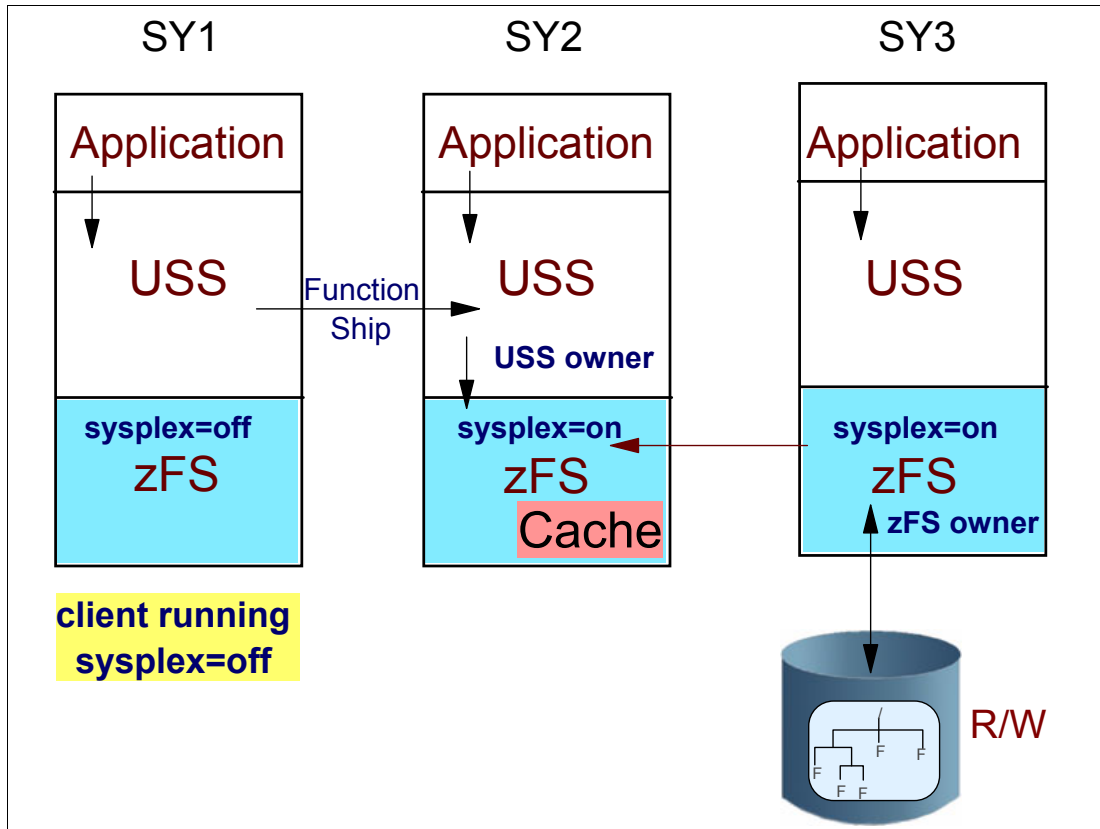 SY1
SY2
SY3
Application
Application
Application
USS
USS
USS
Function
Ship
USS owner
sysplex=off
sysplex=on
sysplex=on
zFS
zFS
zFS
Cache
zFS owner
client running
sysplex=off
R/W
/
F
F
F
F
F